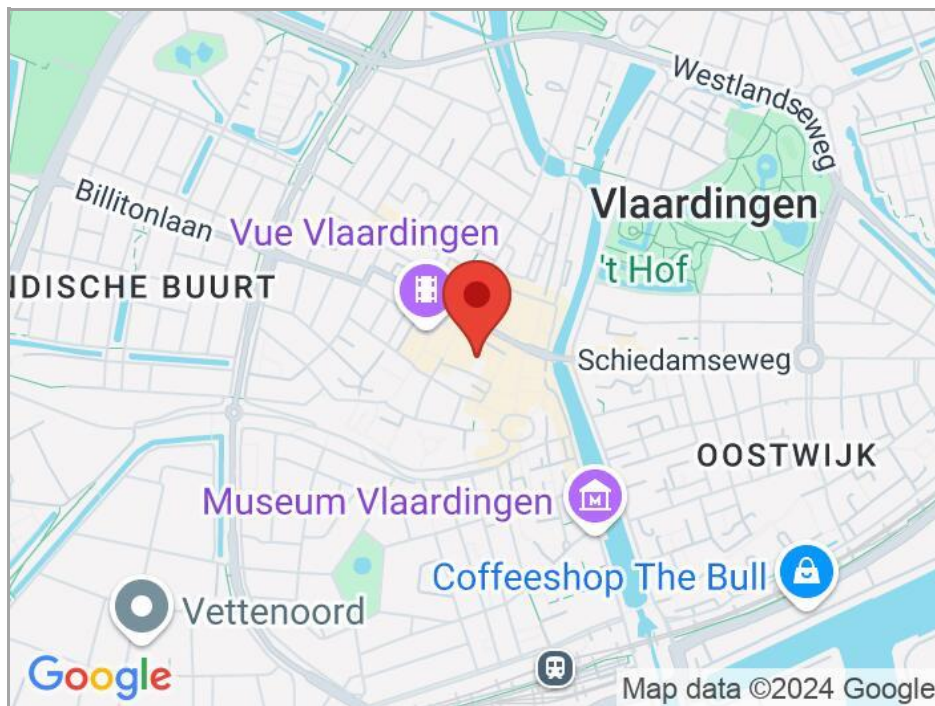 Westlandseweg
Billitonlaan
Vlaardingen
Vue Vlaardingen
't Hof
NDISCHE BUURT
Schiedamseweg
OOSTWIJK
Museum Vlaardingen
M
Coffeeshop The Bull
Vettenoord
Google
Map data ©2024 Google